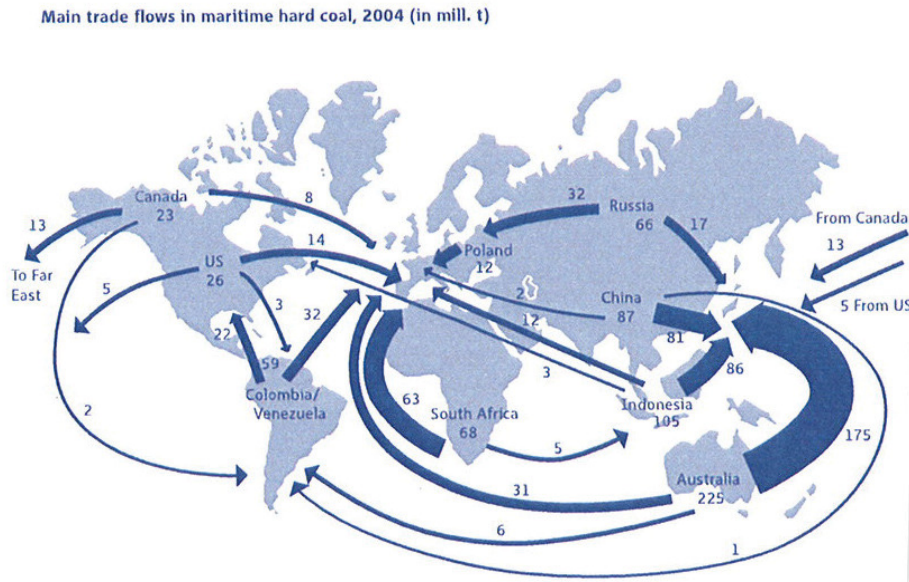 Main trade flows in maritime hard coal, 2004 (in mill. t)
Canada
23
8
32
Russia
66
17
From Canada
13
13
14
Poland
12
To Far
East
US
26
5
3
32
2
12
China
87
5 From US
22
59
Colombia/
Venezuela
81
86
3
2
63
South Africa
68
5
Indonesia
105
175
31
Australia
225
6
1